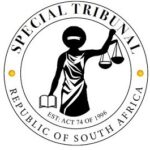 SPECIAL TRIBUNAL
EST: ACT 74 OF 1996
REPUBLIC OF SOUTH AFRICA